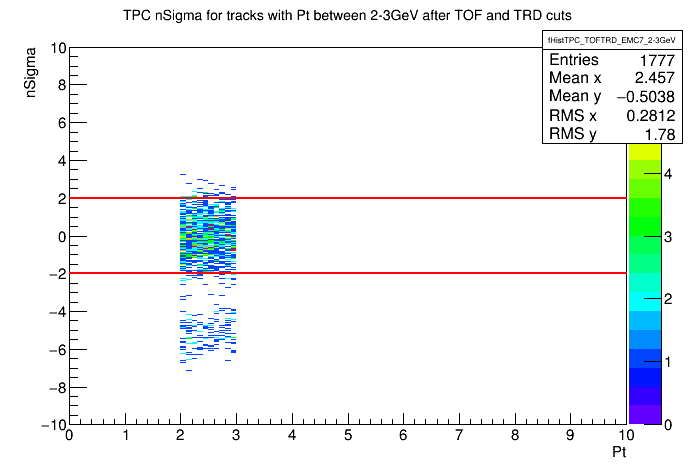 TPC nSigma for tracks with Pt between 2-3GeV after TOF and TRD cuts
fHistTPC_TOFTRD_EMC7_2-3GeV
Entries 1777
Mean x 2.457
Mean y −0.5038
RMS x 0.2812
RMS y 1.78
nSigma
10
8
6
4
2
0
−2
−4
−6
−8
−10
0 1 2 3 4 5 6 7 8 9 10
Pt
4
3
2
1
0